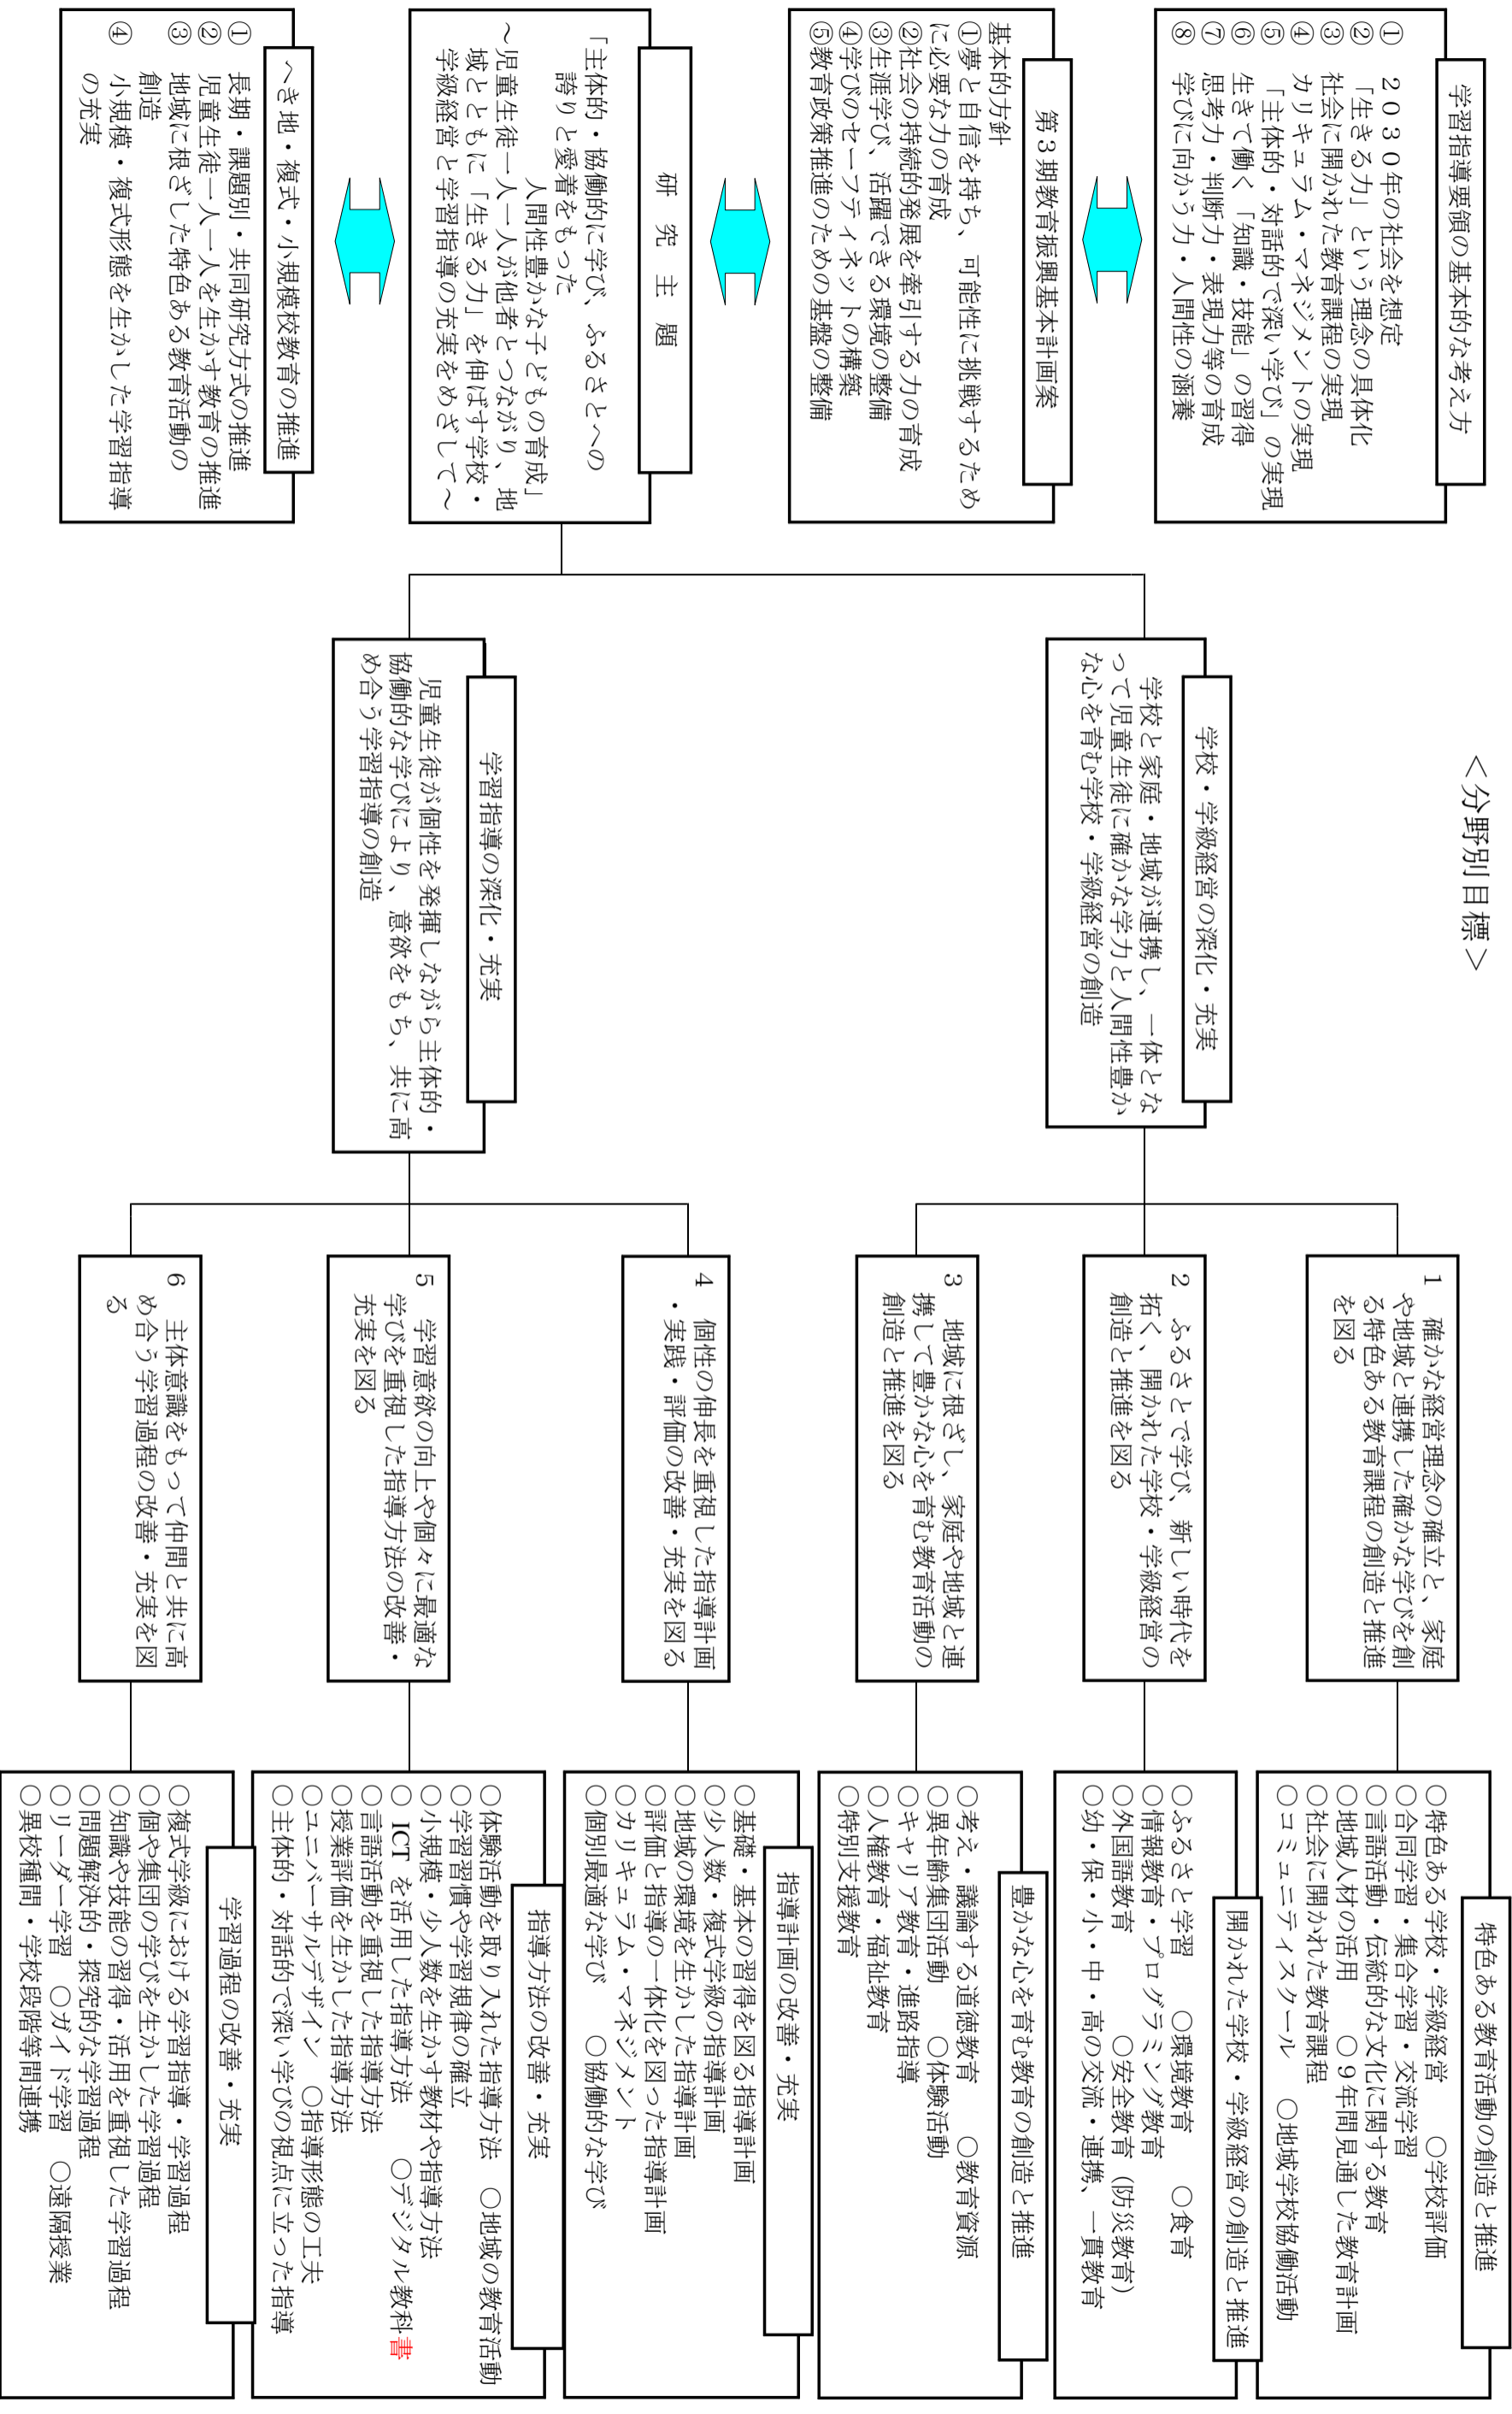 ＜分野別目標＞
学習指導要領の基本的な考え方
①　２０３０年の社会を想定
②　「生きる力」という理念の具体化
③　社会に開かれた教育課程の実現
④　カリキュラム・マネジメントの実現
⑤　「主体的・対話的で深い学び」の実現
⑥　生きて働く「知識・技能」の習得
⑦　思考力・判断力・表現力等の育成
⑧　学びに向かう力・人間性の涵養
第３期教育振興基本計画案
基本的方針
①夢と自信を持ち、可能性に挑戦するため
に必要な力の育成
②社会の持続的発展を牽引する力の育成
③生涯学び、活躍できる環境の整備
④学びのセーフティネットの構築
⑤教育政策推進のための基盤の整備
研　究　主　題
「主体的・協働的に学び、ふるさとへの
誇りと愛着をもった
人間性豊かな子どもの育成」
～児童生徒一人一人が他者とつながり、地
域とともに「生きる力」を伸ばす学校・
学級経営と学習指導の充実をめざして～
へき地・複式・小規模校教育の推進
①　長期・課題別・共同研究方式の推進
②　児童生徒一人一人を生かす教育の推進
③　地域に根ざした特色ある教育活動の
創造
④　小規模・複式形態を生かした学習指導
の充実
学校・学級経営の深化・充実
学校と家庭・地域が連携し、一体とな
って児童生徒に確かな学力と人間性豊か
な心を育む学校・学級経営の創造
学習指導の深化・充実
児童生徒が個性を発揮しながら主体的・
協働的な学びにより、意欲をもち、共に高
め合う学習指導の創造
１　確かな経営理念の確立と、家庭
や地域と連携した確かな学びを創
る特色ある教育課程の創造と推進
を図る
２　ふるさとで学び、新しい時代を
拓く、開かれた学校・学級経営の
創造と推進を図る
３　地域に根ざし、家庭や地域と連
携して豊かな心を育む教育活動の
創造と推進を図る
４　個性の伸長を重視した指導計画
・実践・評価の改善・充実を図る
５　学習意欲の向上や個々に最適な
学びを重視した指導方法の改善・
充実を図る
６　主体意識をもって仲間と共に高
め合う学習過程の改善・充実を図
る
特色ある教育活動の創造と推進
○特色ある学校・学級経営　○学校評価
○合同学習・集合学習・交流学習
○言語活動・伝統的な文化に関する教育
○地域人材の活用　○９年間見通した教育計画
○社会に開かれた教育課程
○コミュニティスクール　○地域学校協働活動
開かれた学校・学級経営の創造と推進
○ふるさと学習　○環境教育　○食育
○情報教育・プログラミング教育
○外国語教育　○安全教育（防災教育）
○幼・保・小・中・高の交流・連携、一貫教育
豊かな心を育む教育の創造と推進
○考え・議論する道徳教育　○教育資源
○異年齢集団活動　○体験活動
○キャリア教育・進路指導
○人権教育・福祉教育
○特別支援教育
指導計画の改善・充実
○基礎・基本の習得を図る指導計画
○少人数・複式学級の指導計画
○地域の環境を生かした指導計画
○評価と指導の一体化を図った指導計画
○カリキュラム・マネジメント
○個別最適な学び　○協働的な学び
指導方法の改善・充実
○体験活動を取り入れた指導方法　○地域の教育活動
○学習習慣や学習規律の確立
○小規模・少人数を生かす教材や指導方法
○ ICT を活用した指導方法　○デジタル教科書
○言語活動を重視した指導方法
○授業評価を生かした指導方法
○ユニバーサルデザイン　○指導形態の工夫
○主体的・対話的で深い学びの視点に立った指導
学習過程の改善・充実
○複式学級における学習指導・学習過程
○個や集団の学びを生かした学習過程
○知識や技能の習得・活用を重視した学習過程
○問題解決的・探究的な学習過程
○リーダー学習　○ガイド学習　○遠隔授業
○異校種間・学校段階等間連携